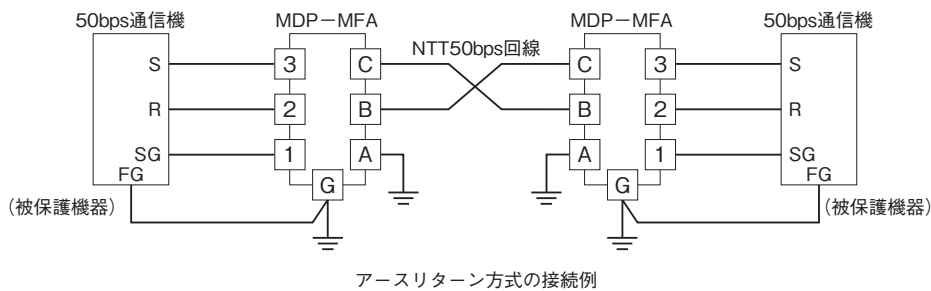 50bps通信機 MDP－MFA MDP－MFA 50bps通信機
NTT50bps回線
S 3 C C 3 S
R 2 B B 2 R
SG 1 A A 1 SG
FG G G FG
（被保護機器） （被保護機器）
アースリターン方式の接続例